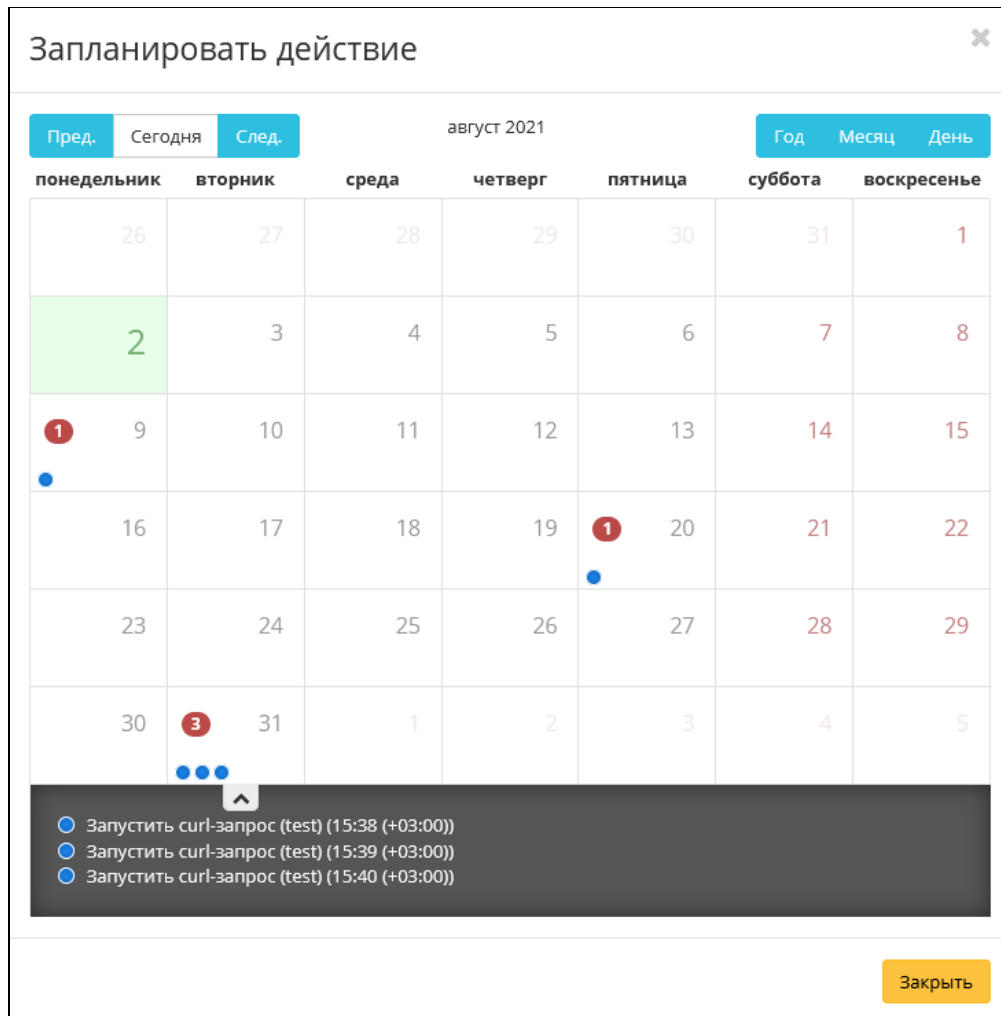 Запланировать действие ×
Пред. Сегодня След. август 2021 Год Месяц День
понедельник вторник среда четверг пятница суббота воскресенье
26 27 28 29 30 31 1
2 3 4 5 6 7 8
1 9 10 11 12 13 14 15
16 17 18 19 1 20 21 22
23 24 25 26 27 28 29
30 3 31 1 2 3 4 5
Запустить curl-запрос (test) (15:38 (+03:00))
Запустить curl-запрос (test) (15:39 (+03:00))
Запустить curl-запрос (test) (15:40 (+03:00))
Закрыть